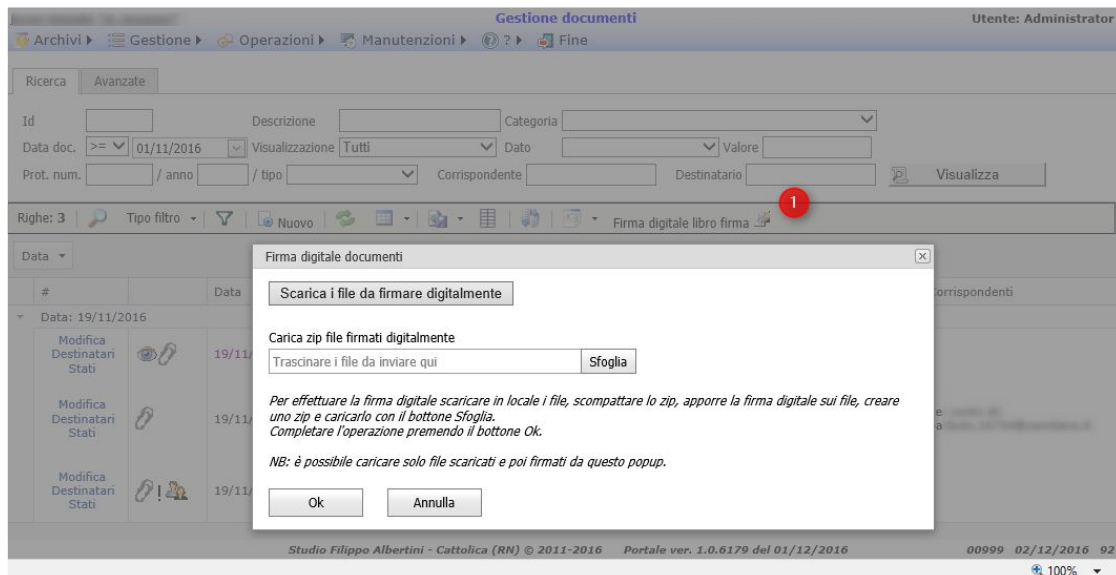 Gestione documenti Utente: Administrator
Archivi Gestione Operazioni Manutenzioni ? Fine
Ricerca Avanzate
Id Descrizione Categoria
Data doc. >= 01/11/2016 Visualizzazione Tutti Dato Valore
Prot. num. / anno / tipo Corrispondente Destinatario Visualizza
1
Righe: 3 Tipo filtro Nuovo Firma digitale libro firma
Data
Firma digitale documenti
# Data orrispondenti
Scarica i file da firmare digitalmente
Data: 19/11/2016
Modifica
Destinatari
Stati
19/11/
Carica zip file firmati digitalmente
Trascinare i file da inviare qui Sfoglia
Modifica
Destinatari
Stati
19/11/
Per effettuare la firma digitale scaricare in locale i file, scompattare lo zip, apporre la firma digitale sui file, creare
uno zip e caricarlo con il bottone Sfoglia.
Completare l'operazione premendo il bottone Ok.
NB: è possibile caricare solo file scaricati e poi firmati da questo popup.
Modifica
Destinatari
Stati
19/11/
Ok Annulla
Studio Filippo Albertini - Cattolica (RN) © 2011-2016 Portale ver. 1.0.6179 del 01/12/2016 00999 02/12/2016 92
100%